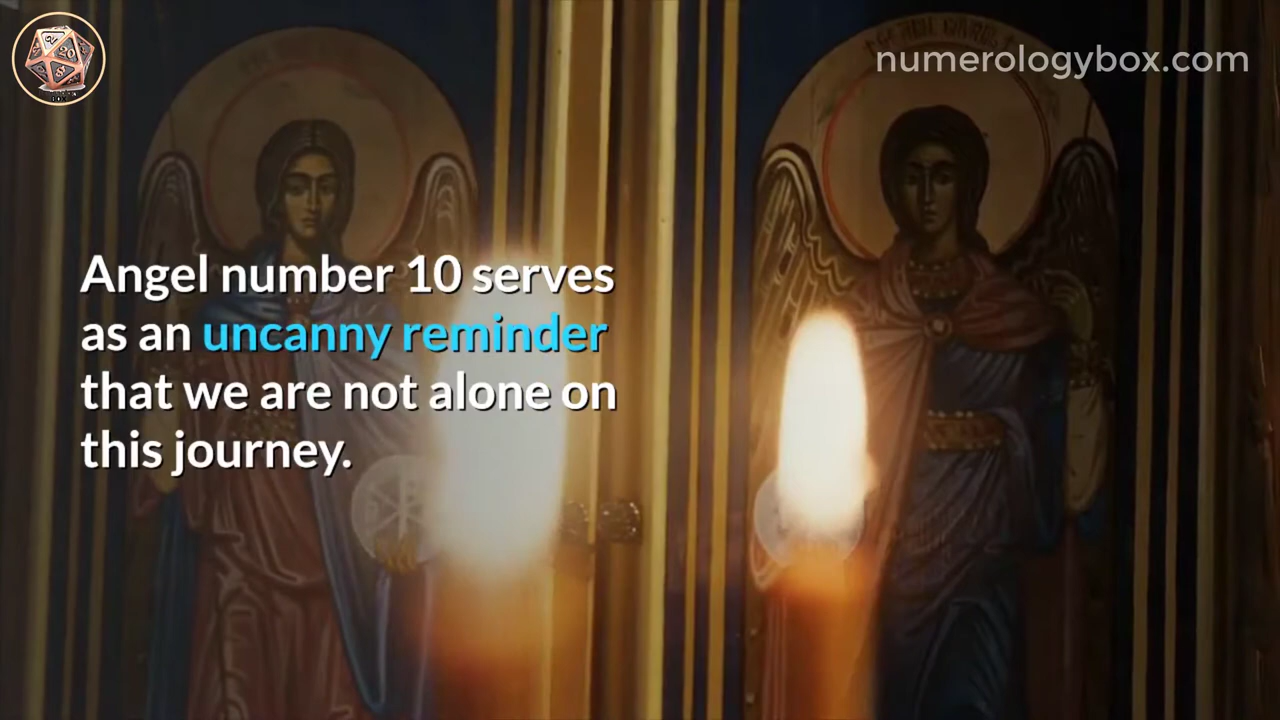 numerologybox.com
Angel number 10 serves
as an uncanny reminder
that we are not alone on
this journey.